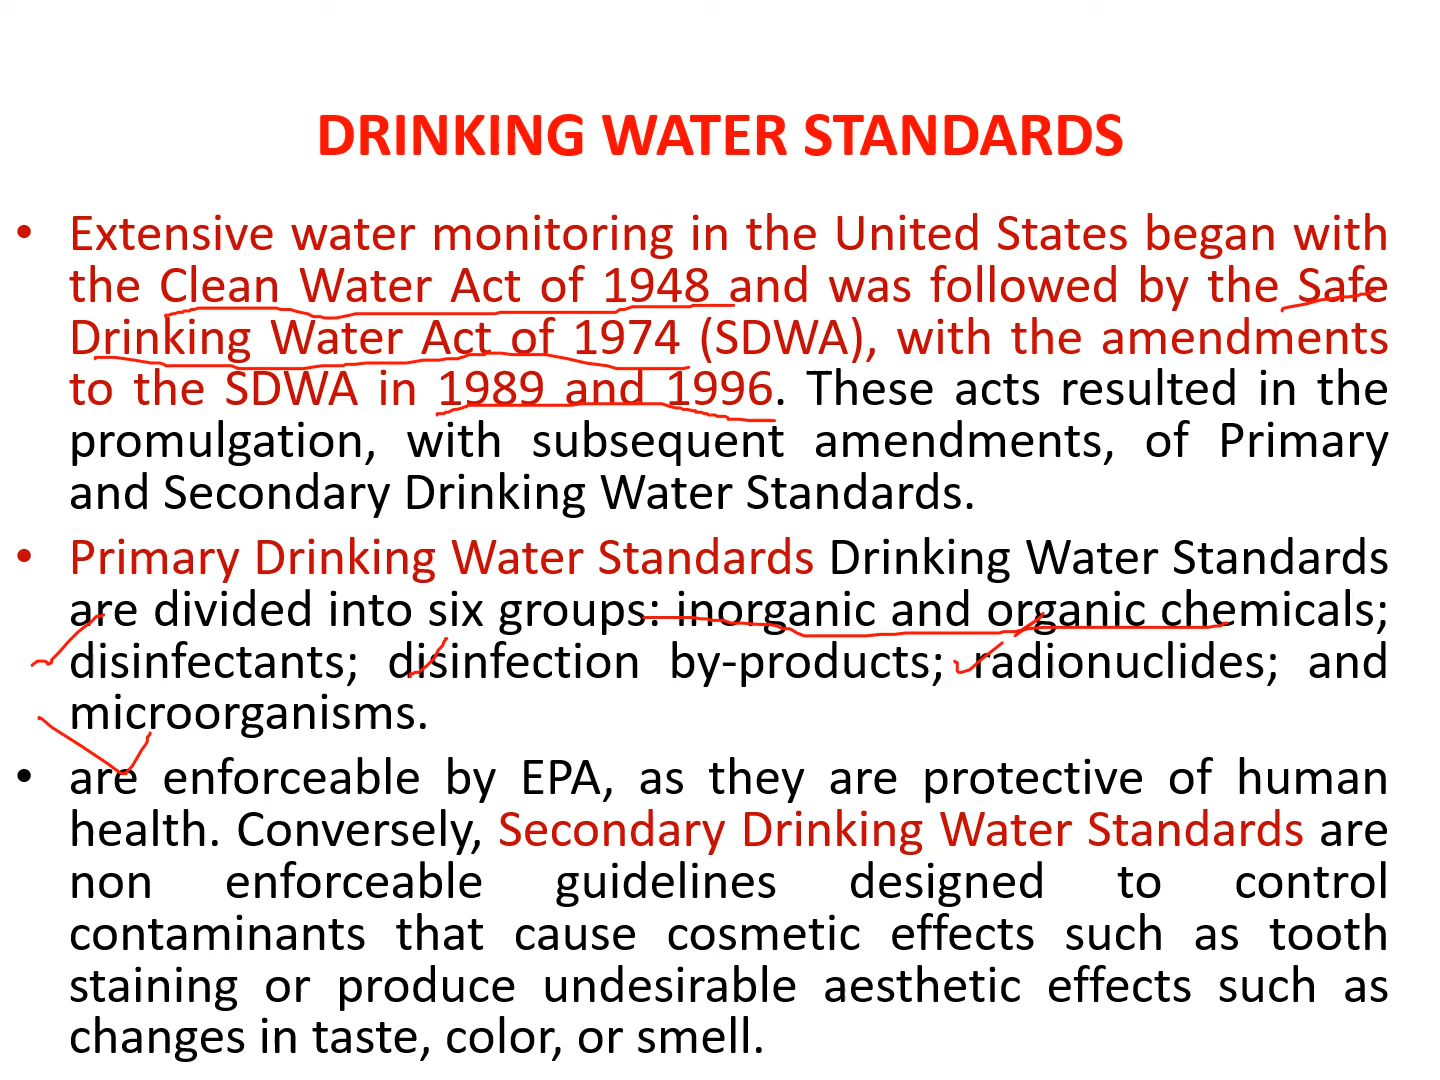 DRINKING WATER STANDARDS
• Extensive water monitoring in the United States began with
the Clean Water Act of 1948 and was followed by the Safe
Drinking Water Act of 1974 (SDWA), with the amendments
to the SDWA in 1989 and 1996. These acts resulted in the
promulgation, with subsequent amendments, of Primary
and Secondary Drinking Water Standards.
• Primary Drinking Water Standards Drinking Water Standards
are divided into six groups: inorganic and organic chemicals;
disinfectants; disinfection by-products; radionuclides; and
microorganisms.
• are enforceable by EPA, as they are protective of human
health. Conversely, Secondary Drinking Water Standards are
non enforceable guidelines designed to control
contaminants that cause cosmetic effects such as tooth
staining or produce undesirable aesthetic effects such as
changes in taste, color, or smell.